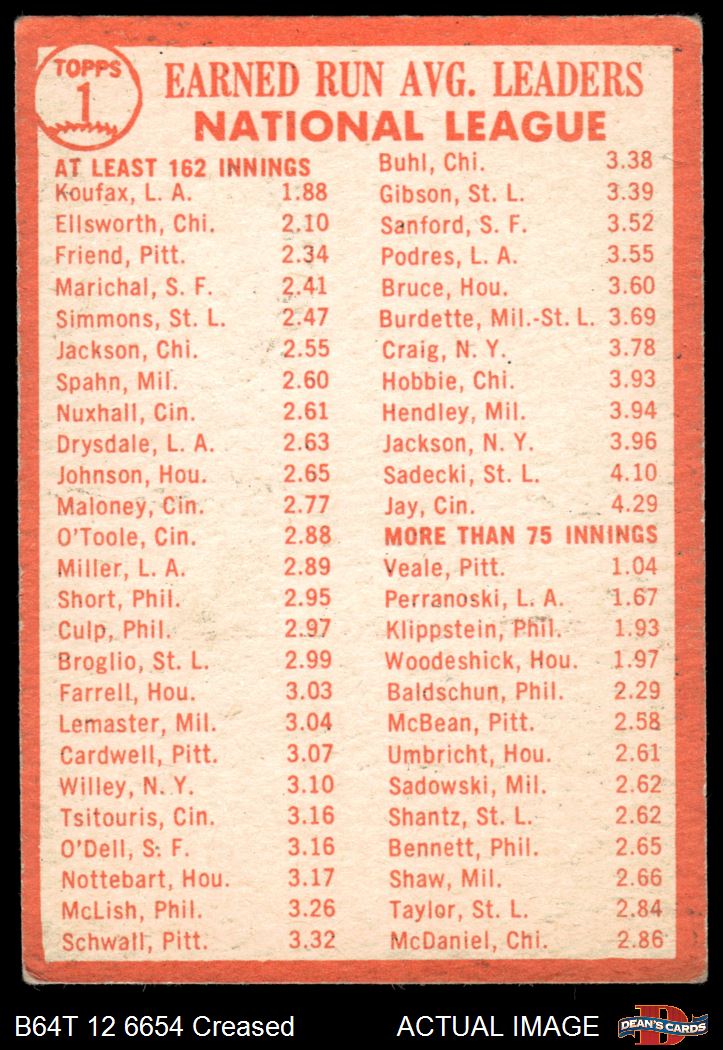 TOPPS
1
EARNED RUN AVG. LEADERS
NATIONAL LEAGUE
AT LEAST 162 INNINGS
Koufax, L. A. 1.88
Ellsworth, Chi. 2.10
Friend, Pitt. 2.34
Marichal, S. F. 2.41
Simmons, St. L. 2.47
Jackson, Chi. 2.55
Spahn, Mil. 2.60
Nuxhall, Cin. 2.61
Drysdale, L. A. 2.63
Johnson, Hou. 2.65
Maloney, Cin. 2.77
O'Toole, Cin. 2.88
Miller, L. A. 2.89
Short, Phil. 2.95
Culp, Phil. 2.97
Broglio, St. L. 2.99
Farrell, Hou. 3.03
Lemaster, Mil. 3.04
Cardwell, Pitt. 3.07
Willey, N. Y. 3.10
Tsitouris, Cin. 3.16
O'Dell, S. F. 3.16
Nottebart, Hou. 3.17
McLish, Phil. 3.26
Schwall, Pitt. 3.32
Buhl, Chi. 3.38
Gibson, St. L. 3.39
Sanford, S. F. 3.52
Podres, L. A. 3.55
Bruce, Hou. 3.60
Burdette, Mil.-St. L. 3.69
Craig, N. Y. 3.78
Hobbie, Chi. 3.93
Hendley, Mil. 3.94
Jackson, N. Y. 3.96
Sadecki, St. L. 4.10
Jay, Cin. 4.29
MORE THAN 75 INNINGS
Veale, Pitt. 1.04
Perranoski, L. A. 1.67
Klippstein, Phil. 1.93
Woodeshick, Hou. 1.97
Baldschun, Phil. 2.29
McBean, Pitt. 2.58
Umbricht, Hou. 2.61
Sadowski, Mil. 2.62
Shantz, St. L. 2.62
Bennett, Phil. 2.65
Shaw, Mil. 2.66
Taylor, St. L. 2.84
McDaniel, Chi. 2.86
B64T 12 6654 Creased
ACTUAL IMAGE
D
DEAN'S CARDS